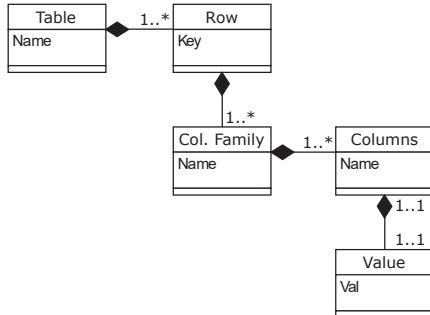 Table
Name
1..*
Row
Key
1..*
Col. Family
Name
1..*
Columns
Name
1..1
1..1
Value
Val